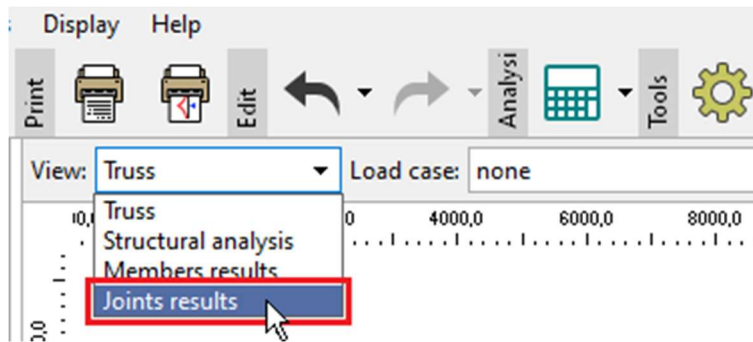 Display Help
Print
Edit
Analysi
Tools
View: Truss Load case: none
4000,0 6000,0 8000,0
Truss
Structural analysis
Members results
Joints results